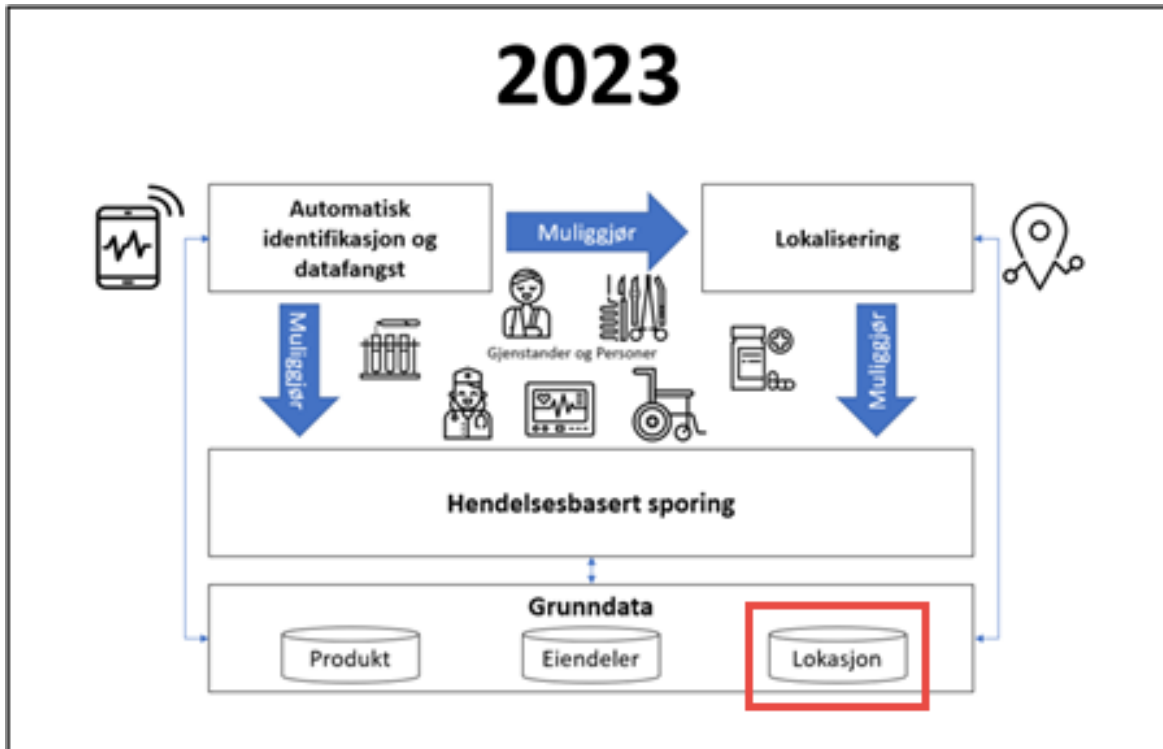 2023
Automatisk
identifikasjon og
datafangst
Muliggjør
Lokalisering
Muliggjør
Gjenstander og Personer
Muliggjør
Hendelsesbasert sporing
Grunndata
Produkt
Eiendeler
Lokasjon